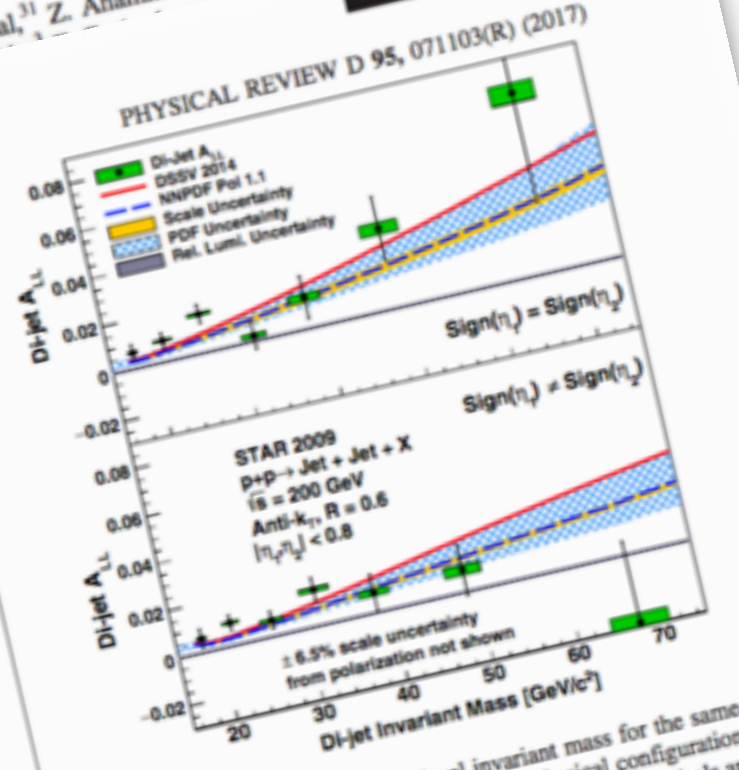 al,³¹ Z.
PHYSICAL REVIEW D 95, 071103(R) (2017)
Di-Jet A_LL
DSSV 2014
NNPDF Pol 1.1
Scale Uncertainty
PDF Uncertainty
Rel. Lumi. Uncertainty
0.08
0.06
0.04
0.02
0
−0.02
Di-jet A_LL
Sign(η₁) = Sign(η₂)
Sign(η₁) ≠ Sign(η₂)
STAR 2009
p+p→ Jet + Jet + X
√s = 200 GeV
Anti-k_T, R = 0.6
|η₁,η₂| < 0.8
0.08
0.06
0.04
0.02
0
−0.02
Di-jet A_LL
± 6.5% scale uncertainty
from polarization not shown
20 30 40 50 60 70
Di-jet Invariant Mass [GeV/c²]
invariant mass for the same
configuration